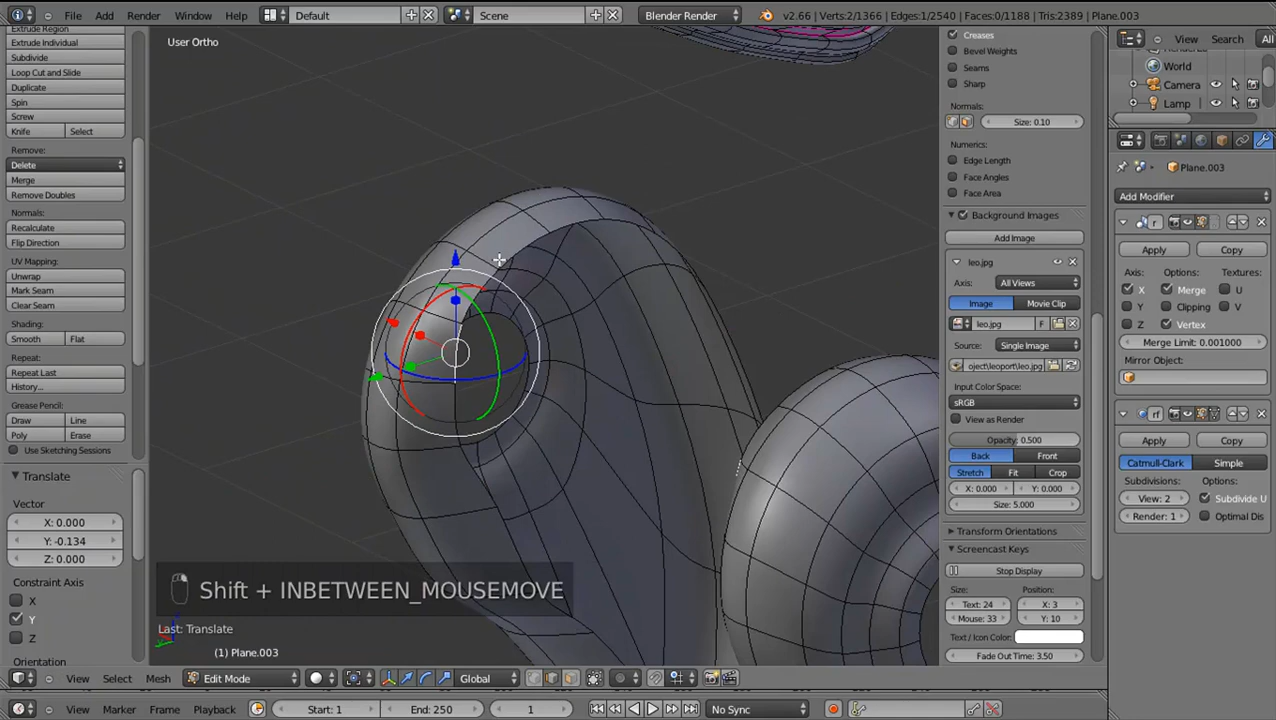 File Add Render Window Help Default Scene Blender Render v2.66 | Verts:2/1366 | Edges:1/2540 | Faces:0/1188 | Tris:2389 | Plane.003
Extrude Region
Extrude Individual
Subdivide
Loop Cut and Slide
Duplicate
Spin
Screw
Knife Select
Remove:
Delete
Merge
Remove Doubles
Normals:
Recalculate
Flip Direction
UV Mapping:
Unwrap
Mark Seam
Clear Seam
Shading:
Smooth Flat
Repeat:
Repeat Last
History...
Grease Pencil:
Draw Line
Poly Erase
Use Sketching Sessions
Translate
Vector
X: 0.000
Y: -0.134
Z: 0.000
Constraint Axis
X
Y
Z
Orientation
User Ortho
Shift + INBETWEEN_MOUSEMOVE
Last: Translate
(1) Plane.003
Creases
Bevel Weights
Seams
Sharp
Normals:
Size: 0.10
Numerics:
Edge Length
Face Angles
Face Area
Background Images
Add Image
leo.jpg
Axis: All Views
Image Movie Clip
leo.jpg F
Source: Single Image
oject\leoport\leo.jpg
Input Color Space:
sRGB
View as Render
Opacity: 0.500
Back Front
Stretch Fit Crop
X: 0.000 Y: 0.000
Size: 5.000
Transform Orientations
Screencast Keys
Stop Display
Size: Position:
Text: 24 X: 3
Mouse: 33 Y: 10
Text / Icon Color:
Fade Out Time: 3.50
View Search All
World
Camera
Lamp
Plane.003
Add Modifier
Apply Copy
Axis: Options: Textures:
X Merge U
Y Clipping V
Z Vertex
Merge Limit: 0.001000
Mirror Object:
Apply Copy
Catmull-Clark Simple
Subdivisions: Options:
View: 2 Subdivide U
Render: 1 Optimal Dis
View Select Mesh Edit Mode Global
View Marker Frame Playback Start: 1 End: 250 1 No Sync